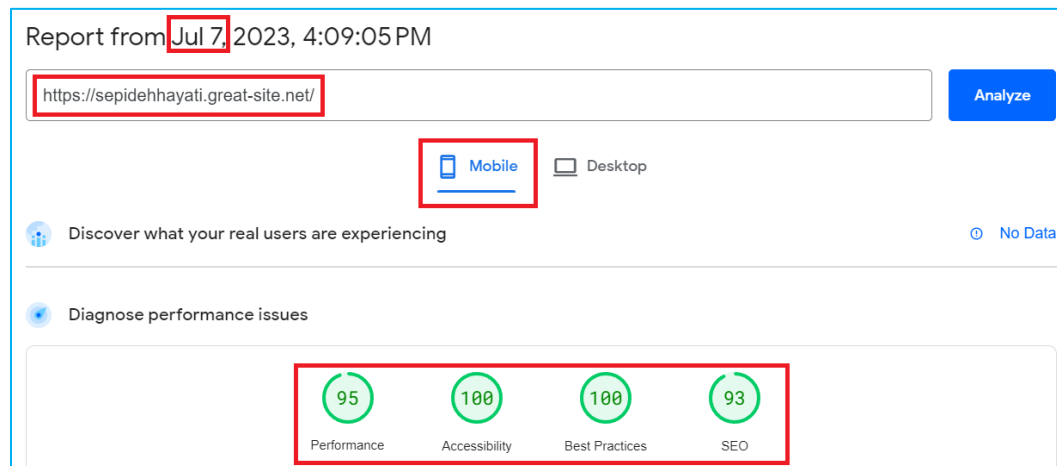 Report from Jul 7, 2023, 4:09:05 PM
https://sepidehhayati.great-site.net/ Analyze
Mobile Desktop
Discover what your real users are experiencing No Data
Diagnose performance issues
95 100 100 93
Performance Accessibility Best Practices SEO